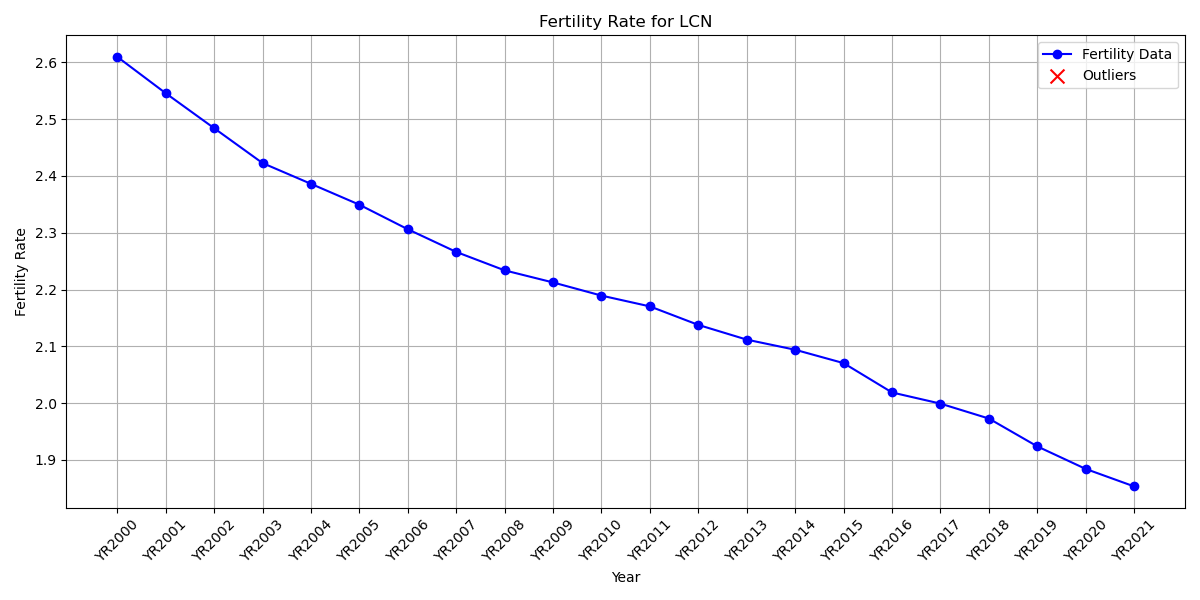 Fertility Rate for LCN
Fertility Data
Outliers
2.6
2.5
2.4
2.3
2.2
2.1
2.0
1.9
Fertility Rate
YR2000
YR2001
YR2002
YR2003
YR2004
YR2005
YR2006
YR2007
YR2008
YR2009
YR2010
YR2011
YR2012
YR2013
YR2014
YR2015
YR2016
YR2017
YR2018
YR2019
YR2020
YR2021
Year